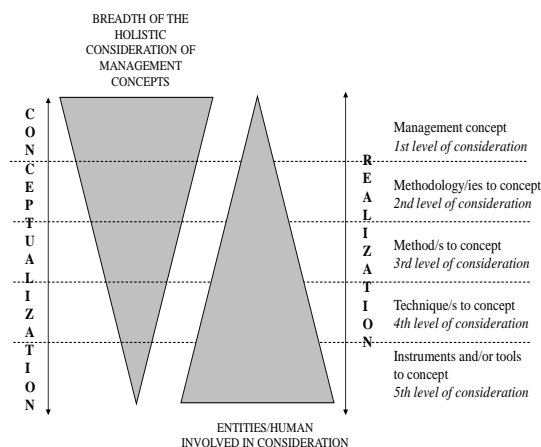 BREADTH OF THE
HOLISTIC
CONSIDERATION OF
MANAGEMENT
CONCEPTS
CONCEPTUALIZATION
REALIZATION
Management concept
1st level of consideration
Methodology/ies to concept
2nd level of consideration
Method/s to concept
3rd level of consideration
Technique/s to concept
4th level of consideration
Instruments and/or tools
to concept
5th level of consideration
ENTITIES/HUMAN
INVOLVED IN CONSIDERATION